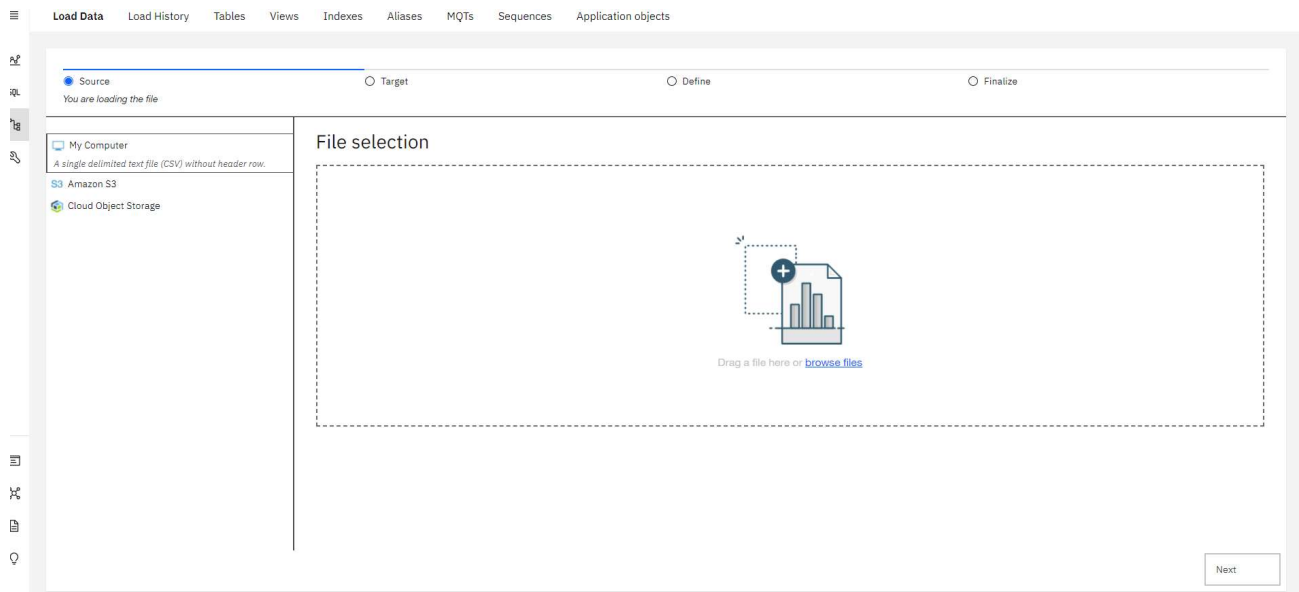 Load Data Load History Tables Views Indexes Aliases MQTs Sequences Application objects
Source Target Define Finalize
You are loading the file
SQL
My Computer
A single delimited text file (CSV) without header row.
S3 Amazon S3
Cloud Object Storage
File selection
Drag a file here or browse files
Next